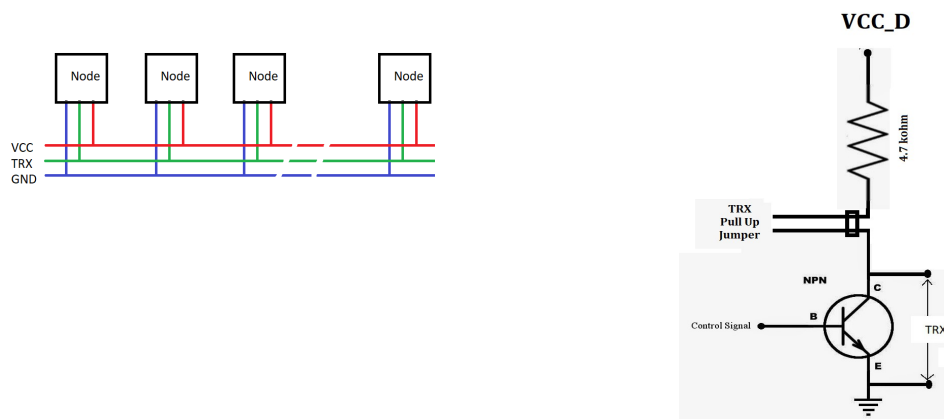 Node
Node
Node
Node
VCC
TRX
GND
VCC_D
4.7 kohm
TRX
Pull Up
Jumper
NPN
C
B
Control Signal
TRX
E